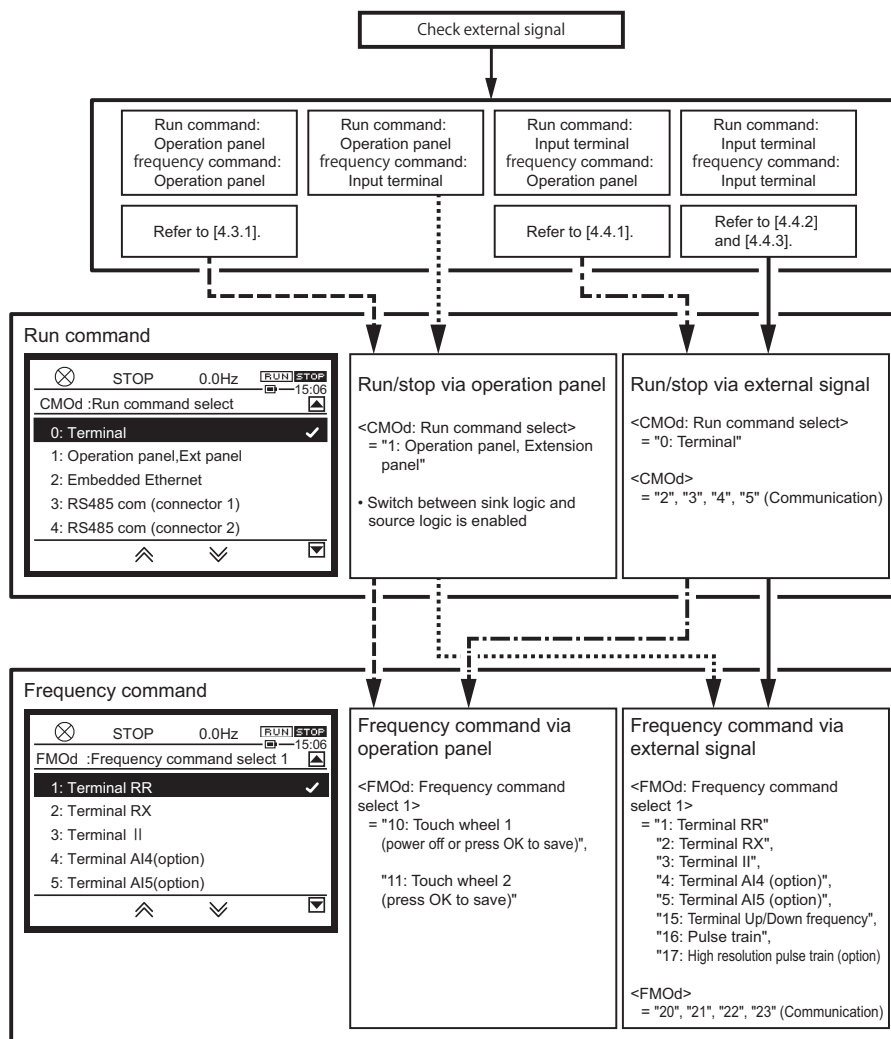 Check external signal
Run command:
Operation panel
frequency command:
Operation panel
Run command:
Operation panel
frequency command:
Input terminal
Run command:
Input terminal
frequency command:
Operation panel
Run command:
Input terminal
frequency command:
Input terminal
Refer to [4.3.1].
Refer to [4.4.1].
Refer to [4.4.2]
and [4.4.3].
Run command
STOP 0.0Hz RUN STOP
15:06
CMOd :Run command select
0: Terminal
1: Operation panel,Ext panel
2: Embedded Ethernet
3: RS485 com (connector 1)
4: RS485 com (connector 2)
Run/stop via operation panel
<CMOd: Run command select>
= "1: Operation panel, Extension
panel"
• Switch between sink logic and
source logic is enabled
Run/stop via external signal
<CMOd: Run command select>
= "0: Terminal"
<CMOd>
= "2", "3", "4", "5" (Communication)
Frequency command
STOP 0.0Hz RUN STOP
15:06
FMOd :Frequency command select 1
1: Terminal RR
2: Terminal RX
3: Terminal II
4: Terminal AI4(option)
5: Terminal AI5(option)
Frequency command via
operation panel
<FMOd: Frequency command
select 1>
= "10: Touch wheel 1
(power off or press OK to save)",
"11: Touch wheel 2
(press OK to save)"
Frequency command via
external signal
<FMOd: Frequency command
select 1>
= "1: Terminal RR"
"2: Terminal RX",
"3: Terminal II",
"4: Terminal AI4 (option)",
"5: Terminal AI5 (option)",
"15: Terminal Up/Down frequency",
"16: Pulse train",
"17: High resolution pulse train (option)
<FMOd>
= "20", "21", "22", "23" (Communication)